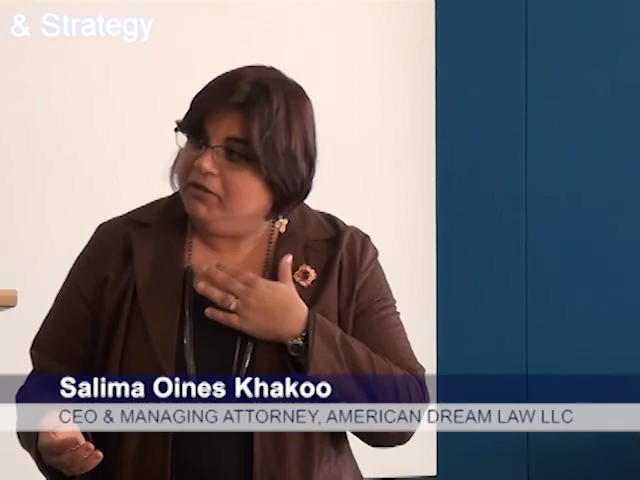 & Strategy
Salima Oines Khakoo
CEO & MANAGING ATTORNEY, AMERICAN DREAM LAW LLC